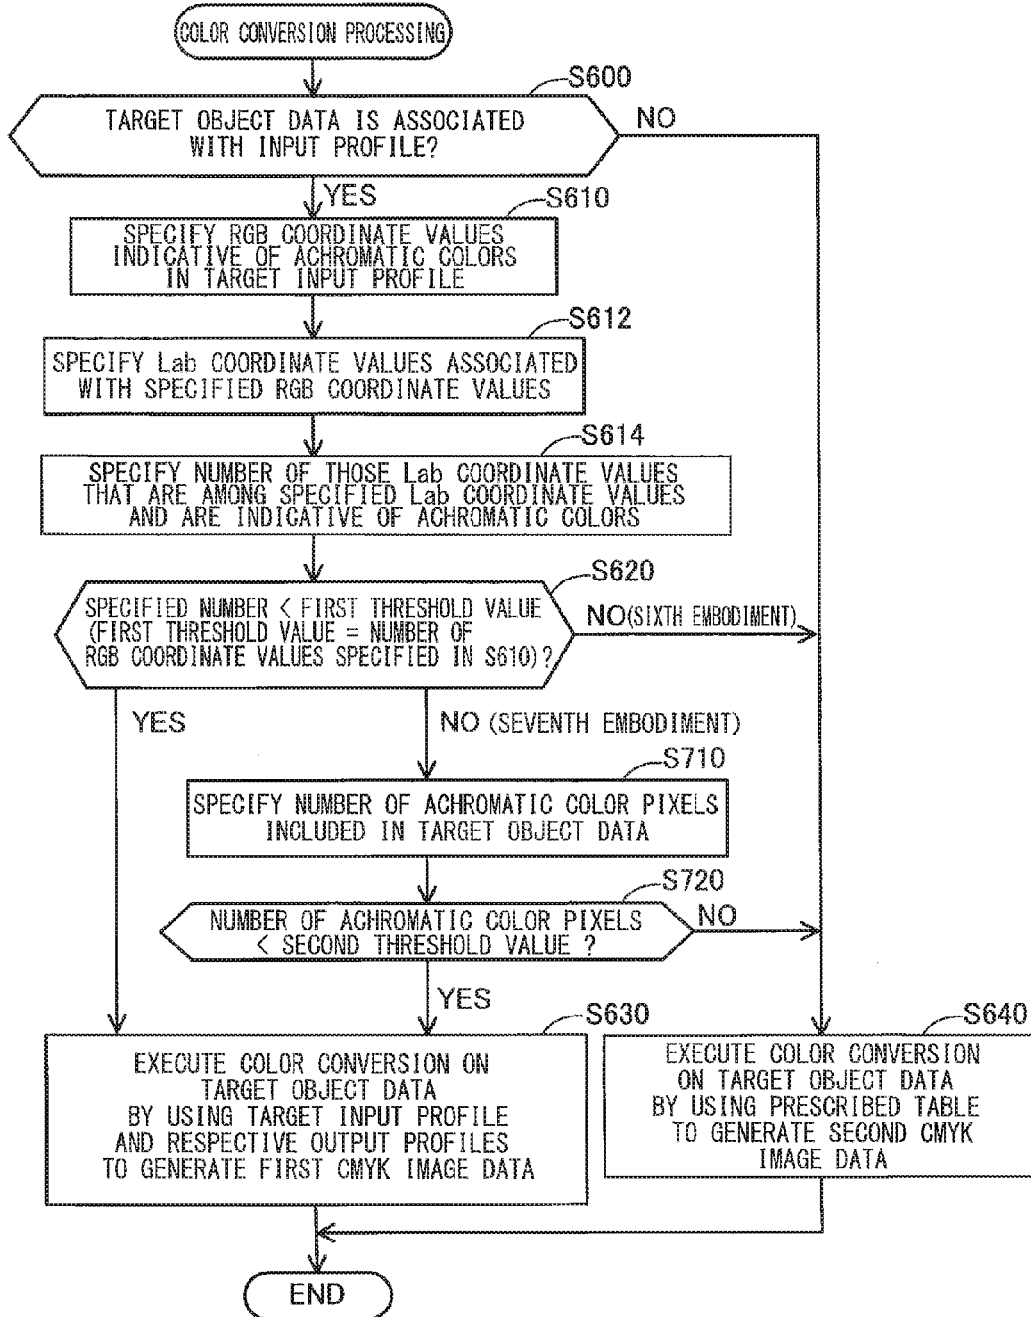 COLOR CONVERSION PROCESSING
S600
TARGET OBJECT DATA IS ASSOCIATED
WITH INPUT PROFILE?
NO
YES
S610
SPECIFY RGB COORDINATE VALUES
INDICATIVE OF ACHROMATIC COLORS
IN TARGET INPUT PROFILE
S612
SPECIFY Lab COORDINATE VALUES ASSOCIATED
WITH SPECIFIED RGB COORDINATE VALUES
S614
SPECIFY NUMBER OF THOSE Lab COORDINATE VALUES
THAT ARE AMONG SPECIFIED Lab COORDINATE VALUES
AND ARE INDICATIVE OF ACHROMATIC COLORS
S620
SPECIFIED NUMBER < FIRST THRESHOLD VALUE
(FIRST THRESHOLD VALUE = NUMBER OF
RGB COORDINATE VALUES SPECIFIED IN S610)?
NO(SIXTH EMBODIMENT)
YES
NO (SEVENTH EMBODIMENT)
S710
SPECIFY NUMBER OF ACHROMATIC COLOR PIXELS
INCLUDED IN TARGET OBJECT DATA
S720
NUMBER OF ACHROMATIC COLOR PIXELS
< SECOND THRESHOLD VALUE ?
NO
YES
S630
EXECUTE COLOR CONVERSION ON
TARGET OBJECT DATA
BY USING TARGET INPUT PROFILE
AND RESPECTIVE OUTPUT PROFILES
TO GENERATE FIRST CMYK IMAGE DATA
S640
EXECUTE COLOR CONVERSION
ON TARGET OBJECT DATA
BY USING PRESCRIBED TABLE
TO GENERATE SECOND CMYK
IMAGE DATA
END